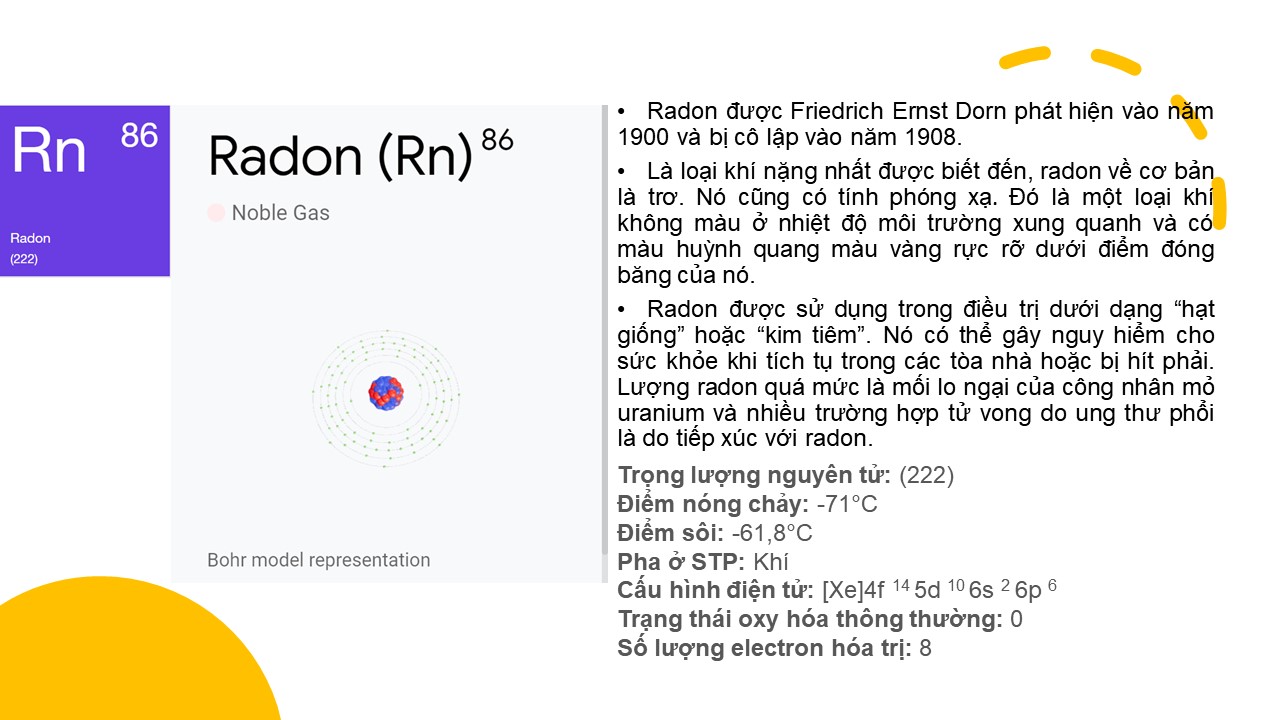 Rn 86
Radon
(222)
Radon (Rn)⁸⁶
Noble Gas
Bohr model representation
• Radon được Friedrich Ernst Dorn phát hiện vào năm
1900 và bị cô lập vào năm 1908.
• Là loại khí nặng nhất được biết đến, radon về cơ bản
là trơ. Nó cũng có tính phóng xạ. Đó là một loại khí
không màu ở nhiệt độ môi trường xung quanh và có
màu huỳnh quang màu vàng rực rỡ dưới điểm đóng
băng của nó.
• Radon được sử dụng trong điều trị dưới dạng “hạt
giống” hoặc “kim tiêm”. Nó có thể gây nguy hiểm cho
sức khỏe khi tích tụ trong các tòa nhà hoặc bị hít phải.
Lượng radon quá mức là mối lo ngại của công nhân mỏ
uranium và nhiều trường hợp tử vong do ung thư phổi
là do tiếp xúc với radon.
Trọng lượng nguyên tử: (222)
Điểm nóng chảy: -71°C
Điểm sôi: -61,8°C
Pha ở STP: Khí
Cấu hình điện tử: [Xe]4f ¹⁴ 5d ¹⁰ 6s ² 6p ⁶
Trạng thái oxy hóa thông thường: 0
Số lượng electron hóa trị: 8